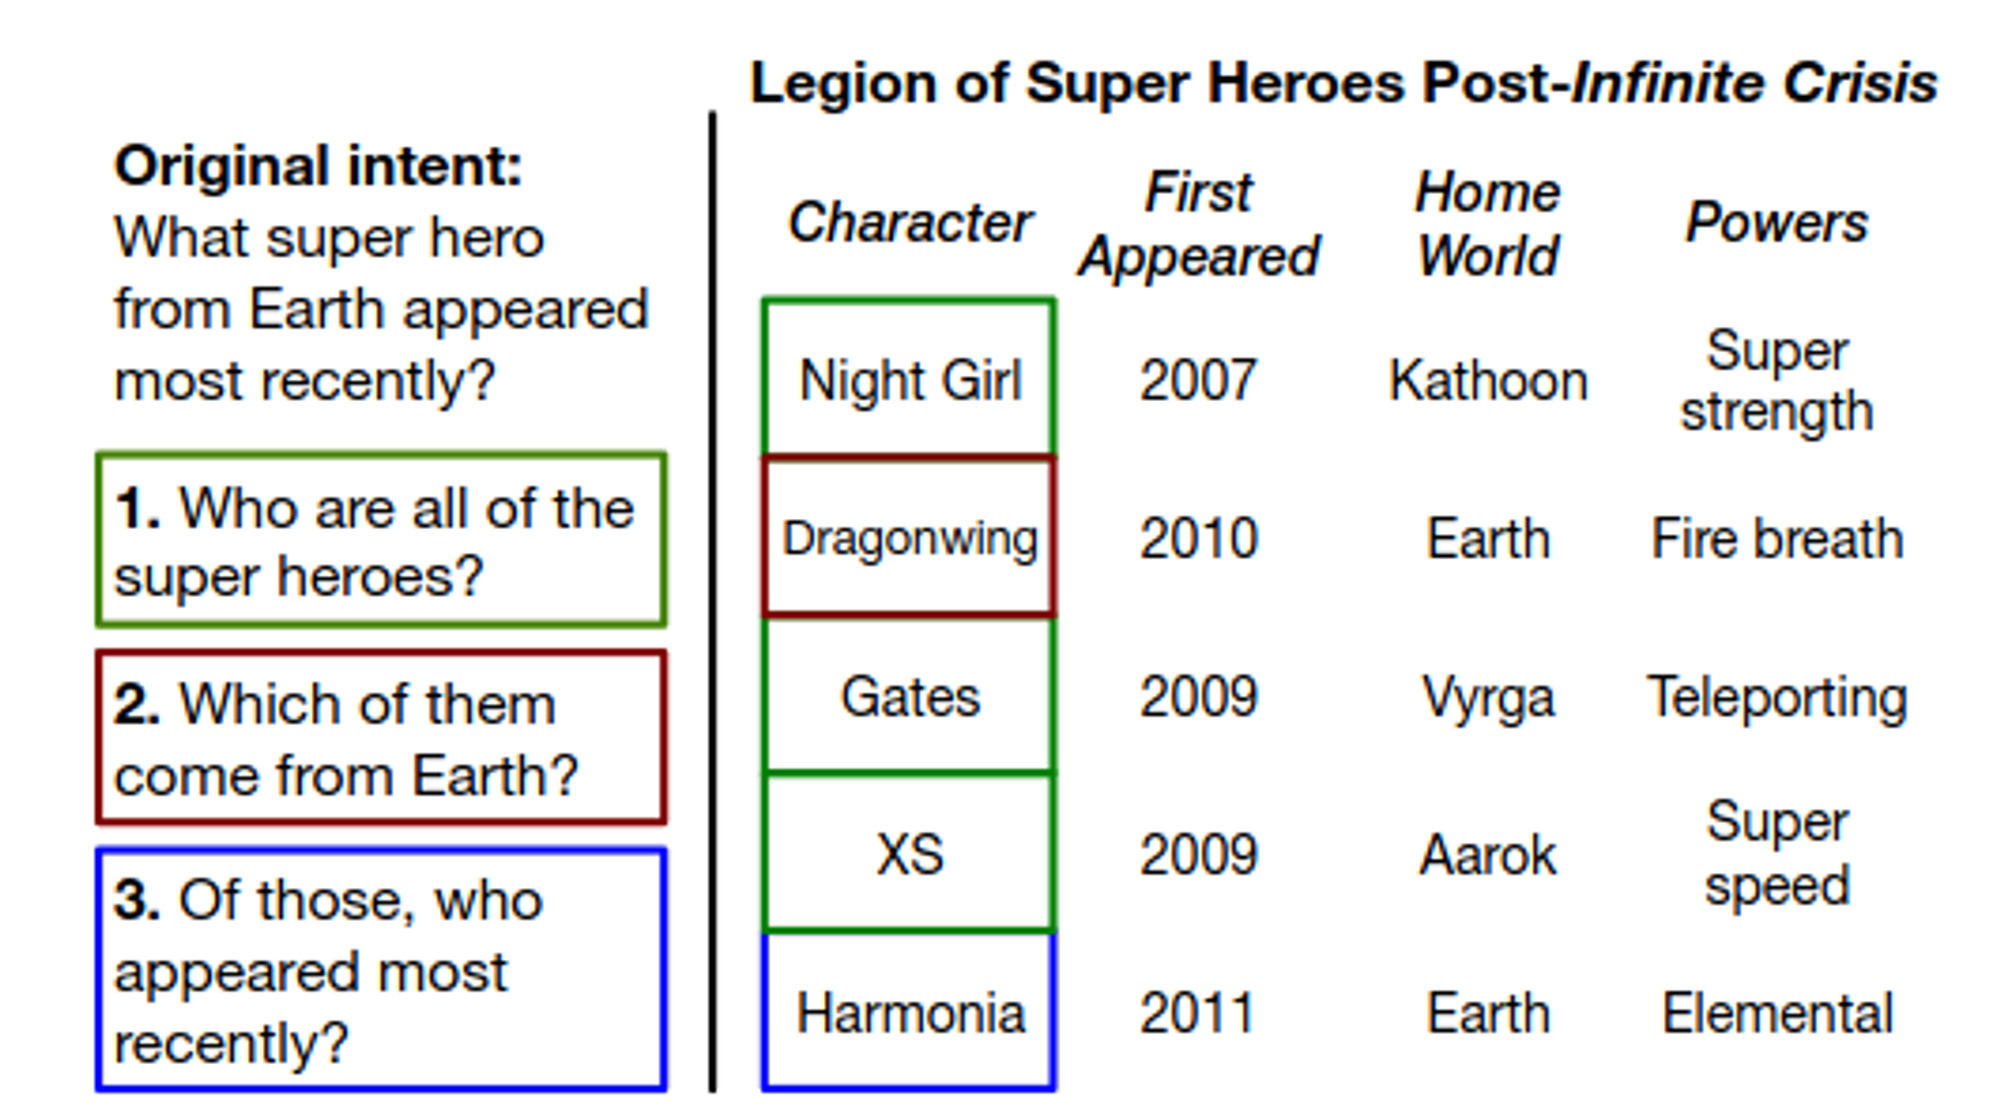 Legion of Super Heroes Post-Infinite Crisis
Original intent:
What super hero
from Earth appeared
most recently?
1. Who are all of the
super heroes?
2. Which of them
come from Earth?
3. Of those, who
appeared most
recently?
Character First Appeared Home World Powers
Night Girl 2007 Kathoon Super strength
Dragonwing 2010 Earth Fire breath
Gates 2009 Vyrga Teleporting
XS 2009 Aarok Super speed
Harmonia 2011 Earth Elemental